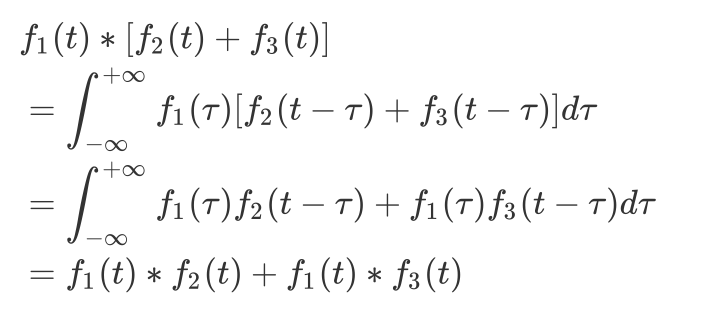 f₁(t) * [f₂(t) + f₃(t)]
= ∫₋∞⁺∞ f₁(τ)[f₂(t − τ) + f₃(t − τ)]dτ
= ∫₋∞⁺∞ f₁(τ)f₂(t − τ) + f₁(τ)f₃(t − τ)dτ
= f₁(t) * f₂(t) + f₁(t) * f₃(t)